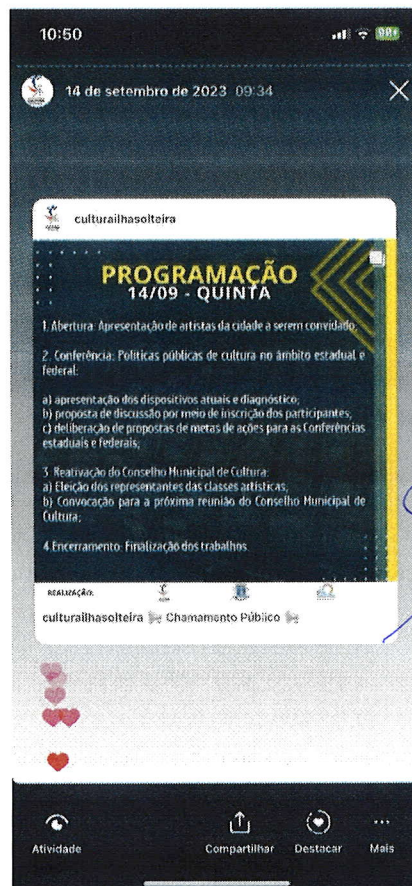 10:50
14 de setembro de 2023 09:34
culturailhasolteira
PROGRAMAÇÃO
14/09 - QUINTA
1. Abertura: Apresentação de artistas da cidade a serem convidado;
2. Conferência: Políticas públicas de cultura no âmbito estadual e
federal:
a) apresentação dos dispositivos atuais e diagnóstico;
b) proposta de discussão por meio de inscrição dos participantes;
c) deliberação de propostas de metas de ações para as Conferências
estaduais e federais;
3. Reativação do Conselho Municipal de Cultura:
a) Eleição dos representantes das classes artísticas;
b) Convocação para a próxima reunião do Conselho Municipal de
Cultura;
4.Encerramento: Finalização dos trabalhos
REALIZAÇÃO:
culturailhasolteira Chamamento Público
Atividade
Compartilhar
Destacar
Mais